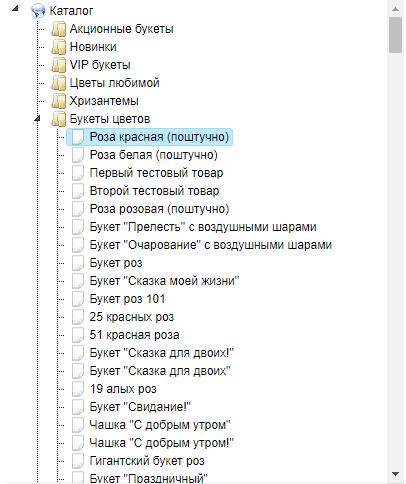 Каталог
Акционные букеты
Новинки
VIP букеты
Цветы любимой
Хризантемы
Букеты цветов
Роза красная (поштучно)
Роза белая (поштучно)
Первый тестовый товар
Второй тестовый товар
Роза розовая (поштучно)
Букет "Прелесть" с воздушными шарами
Букет "Очарование" с воздушными шарами
Букет роз
Букет "Сказка моей жизни"
Букет роз 101
25 красных роз
51 красная роза
Букет "Сказка для двоих!"
Букет "Сказка для двоих"
19 алых роз
Букет "Свидание!"
Чашка "С добрым утром"
Чашка "С добрым утром!"
Гигантский букет роз
Букет "Праздничный"